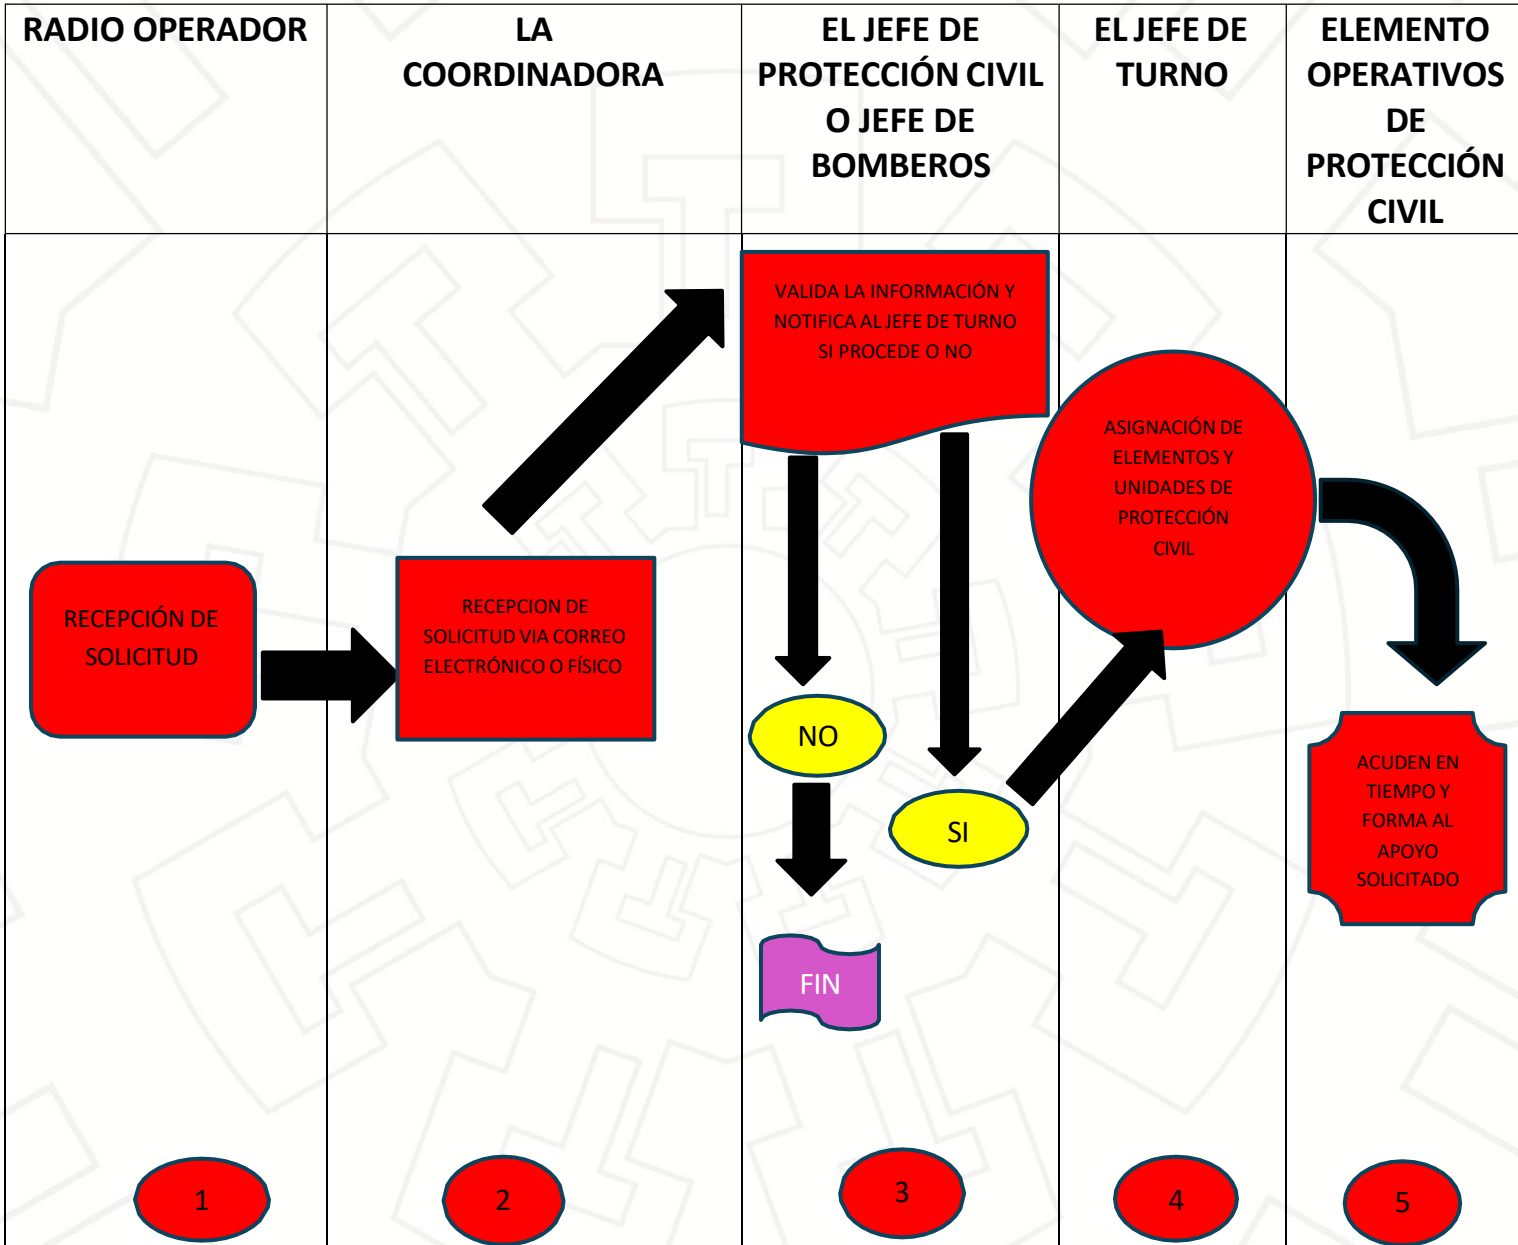 RADIO OPERADOR
LA
COORDINADORA
EL JEFE DE
PROTECCIÓN CIVIL
O JEFE DE
BOMBEROS
EL JEFE DE
TURNO
ELEMENTO
OPERATIVOS
DE
PROTECCIÓN
CIVIL
RECEPCIÓN DE
SOLICITUD
RECEPCION DE
SOLICITUD VIA CORREO
ELECTRÓNICO O FÍSICO
VALIDA LA INFORMACIÓN Y
NOTIFICA AL JEFE DE TURNO
SI PROCEDE O NO
NO
SI
FIN
ASIGNACIÓN DE
ELEMENTOS Y
UNIDADES DE
PROTECCIÓN
CIVIL
ACUDEN EN
TIEMPO Y
FORMA AL
APOYO
SOLICITADO
1
2
3
4
5